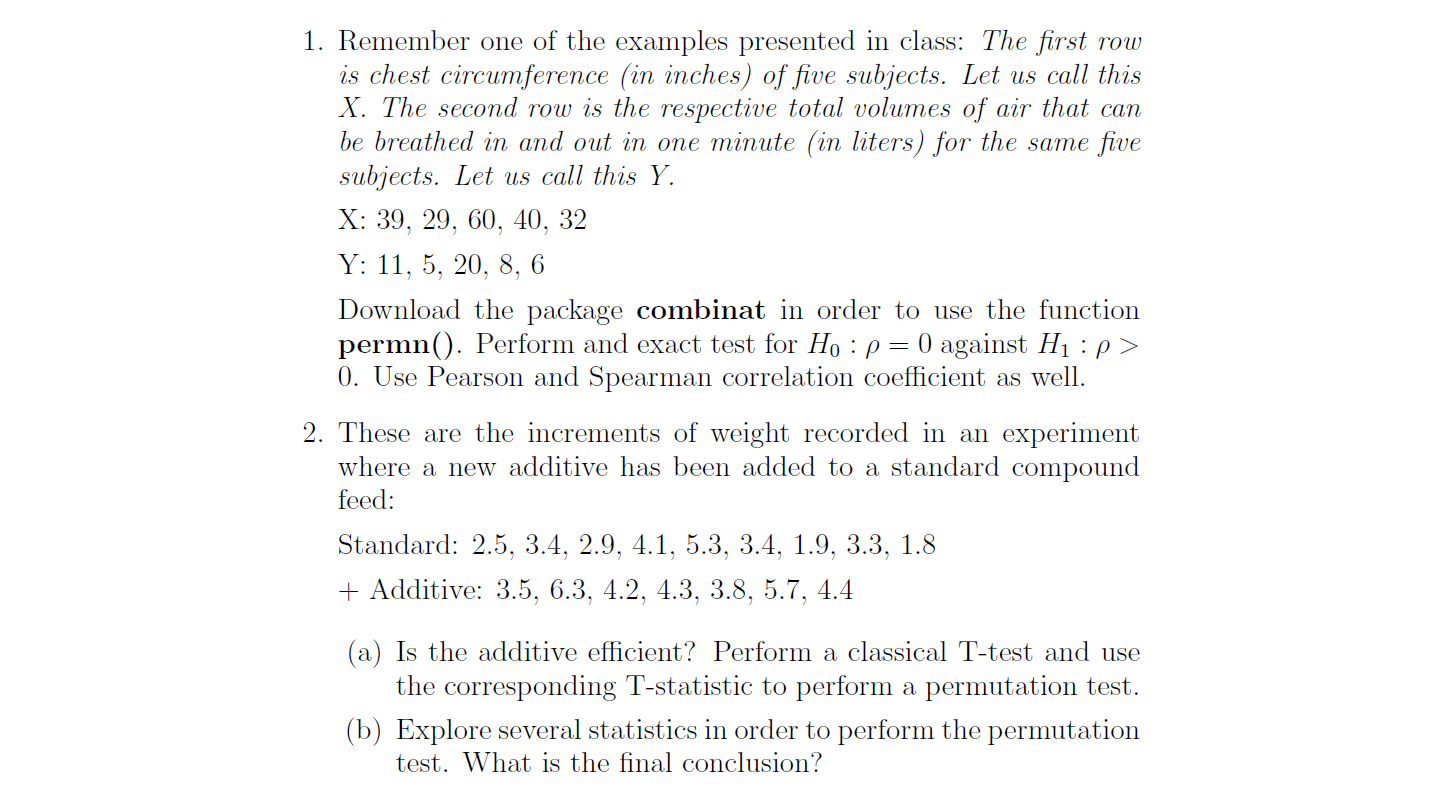 1. Remember one of the examples presented in class: The first row
is chest circumference (in inches) of five subjects. Let us call this
X. The second row is the respective total volumes of air that can
be breathed in and out in one minute (in liters) for the same five
subjects. Let us call this Y.
X: 39, 29, 60, 40, 32
Y: 11, 5, 20, 8, 6
Download the package combinat in order to use the function
permn(). Perform and exact test for H₀ : ρ = 0 against H₁ : ρ >
0. Use Pearson and Spearman correlation coefficient as well.
2. These are the increments of weight recorded in an experiment
where a new additive has been added to a standard compound
feed:
Standard: 2.5, 3.4, 2.9, 4.1, 5.3, 3.4, 1.9, 3.3, 1.8
+ Additive: 3.5, 6.3, 4.2, 4.3, 3.8, 5.7, 4.4
(a) Is the additive efficient? Perform a classical T-test and use
the corresponding T-statistic to perform a permutation test.
(b) Explore several statistics in order to perform the permutation
test. What is the final conclusion?